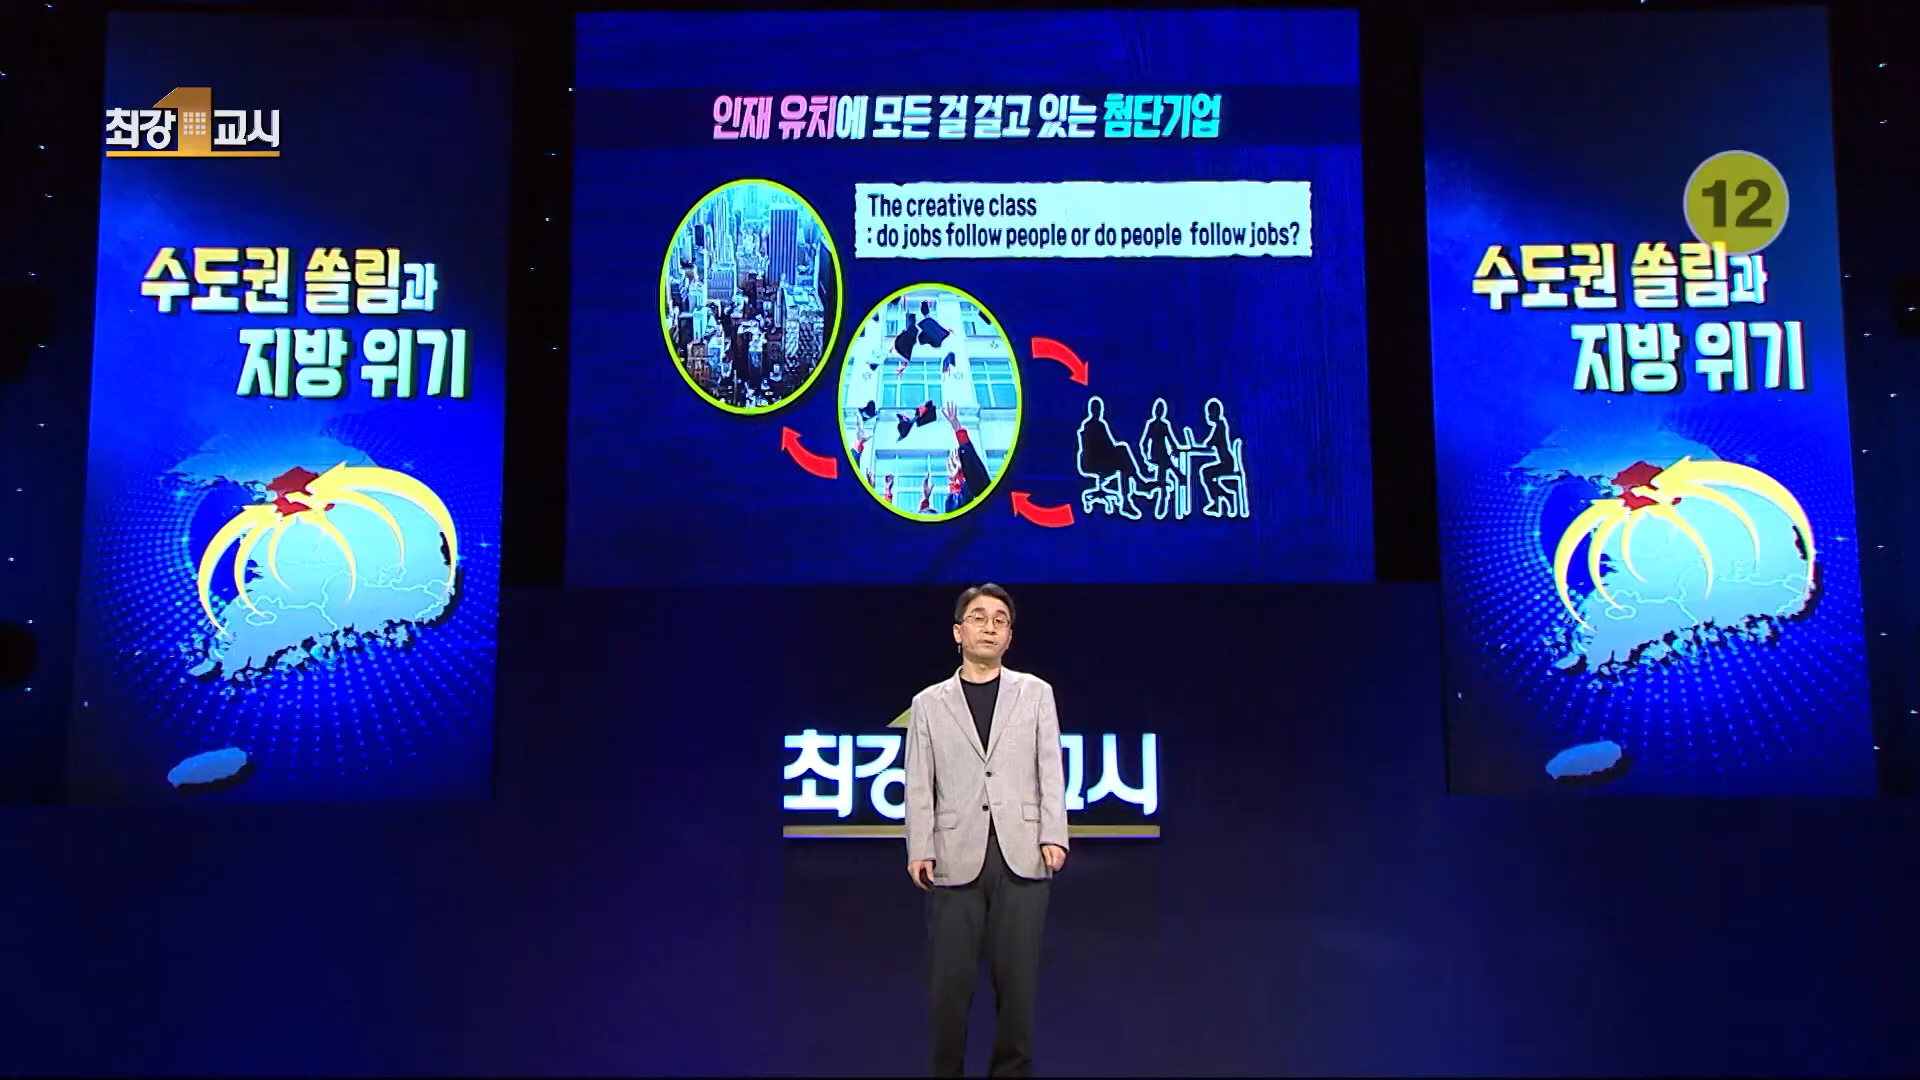 최강1교시
인재 유치에 모든 걸 걸고 있는 첨단기업
The creative class
: do jobs follow people or do people follow jobs?
12
수도권 쏠림과
지방 위기
수도권 쏠림과
지방 위기
최강 교시